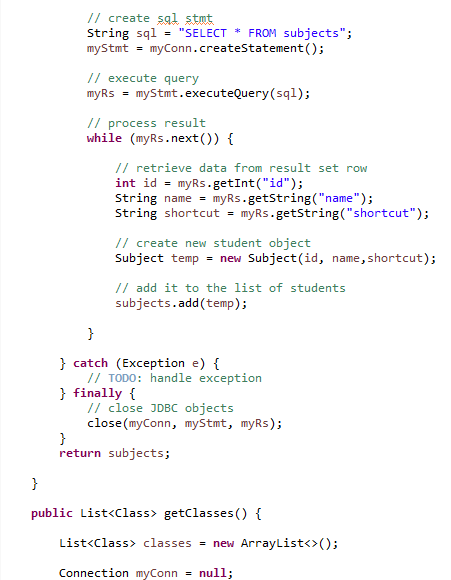 // create sql stmt
String sql = "SELECT * FROM subjects";
myStmt = myConn.createStatement();
// execute query
myRs = myStmt.executeQuery(sql);
// process result
while (myRs.next()) {
// retrieve data from result set row
int id = myRs.getInt("id");
String name = myRs.getString("name");
String shortcut = myRs.getString("shortcut");
// create new student object
Subject temp = new Subject(id, name,shortcut);
// add it to the list of students
subjects.add(temp);
}
} catch (Exception e) {
// TODO: handle exception
} finally {
// close JDBC objects
close(myConn, myStmt, myRs);
}
return subjects;
}
public List<Class> getClasses() {
List<Class> classes = new ArrayList<>();
Connection myConn = null;